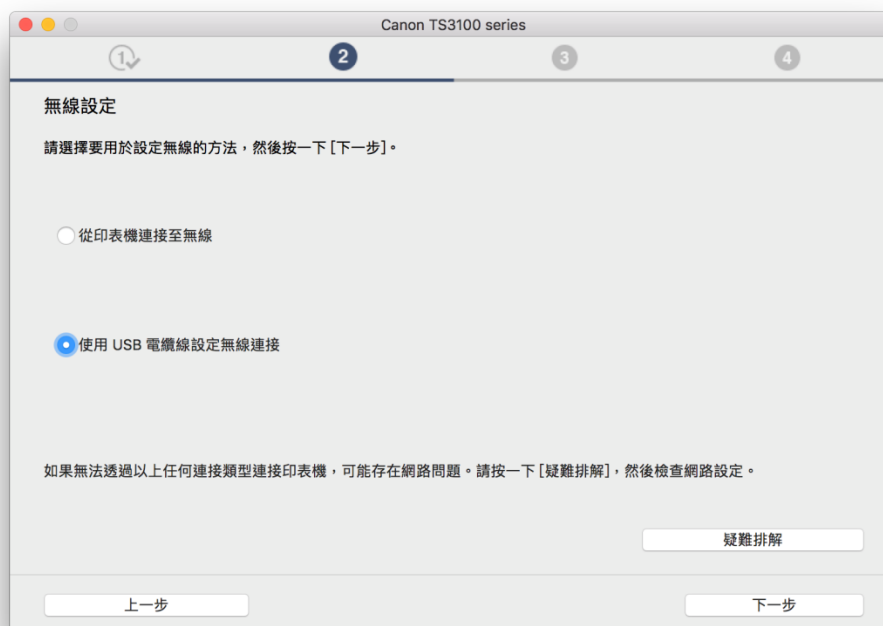 Canon TS3100 series
1 2 3 4
無線設定
請選擇要用於設定無線的方法，然後按一下[下一步]。
從印表機連接至無線
使用 USB 電纜線設定無線連接
如果無法透過以上任何連接類型連接印表機，可能存在網路問題。請按一下[疑難排解]，然後檢查網路設定。
疑難排解
上一步 下一步